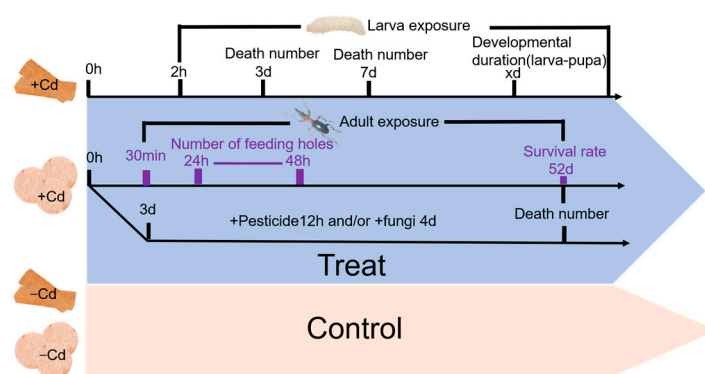 Larva exposure
+Cd
0h
2h
Death number
3d
Death number
7d
Developmental
duration(larva-pupa)
xd
Adult exposure
+Cd
0h
30min
Number of feeding holes
24h
48h
Survival rate
52d
3d
+Pesticide12h and/or +fungi 4d
Death number
Treat
−Cd
Control
−Cd